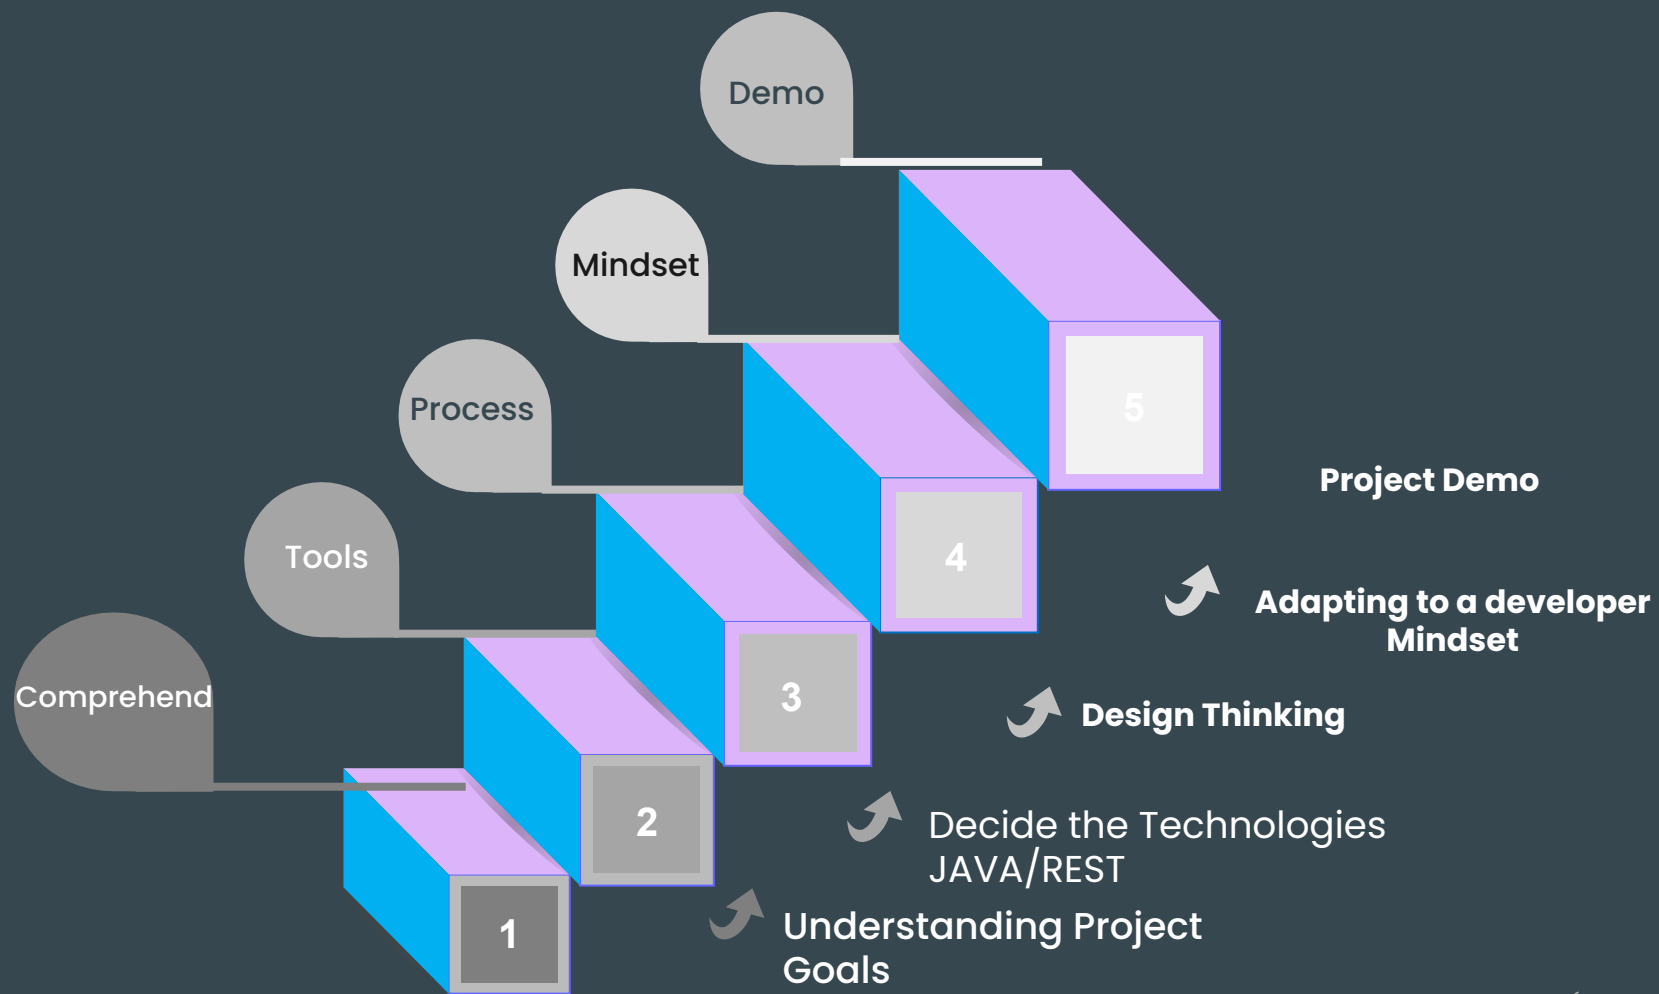 Demo
Mindset
Process
5
Project Demo
Tools
4
Adapting to a developer
Mindset
Comprehend
3
Design Thinking
2
Decide the Technologies
JAVA/REST
1
Understanding Project
Goals